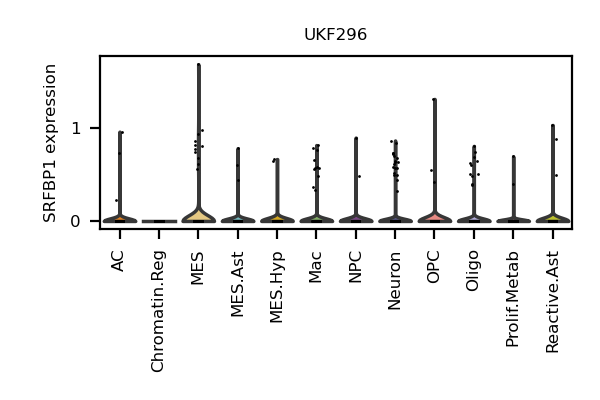 UKF296
SRFBP1 expression
1
0
AC
Chromatin.Reg
MES
MES.Ast
MES.Hyp
Mac
NPC
Neuron
OPC
Oligo
Prolif.Metab
Reactive.Ast